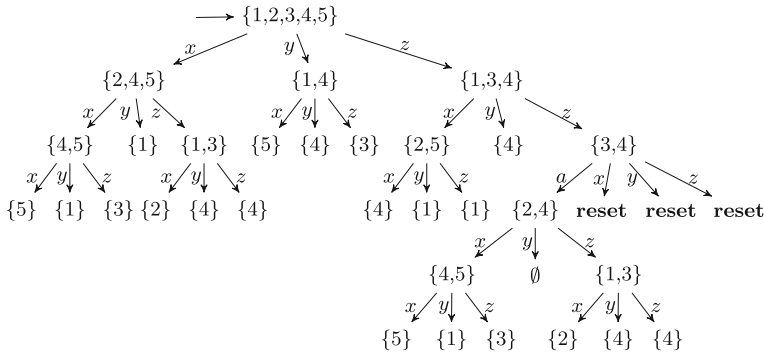 {1,2,3,4,5}
x y z
{2,4,5} {1,4} {1,3,4}
x y z x y z x y z
{4,5} {1} {1,3} {5} {4} {3} {2,5} {4} {3,4}
x y z x y z x y z a x y z
{5} {1} {3} {2} {4} {4} {4} {1} {1} {2,4} reset reset reset
x y z
{4,5} ∅ {1,3}
x y z x y z
{5} {1} {3} {2} {4} {4}